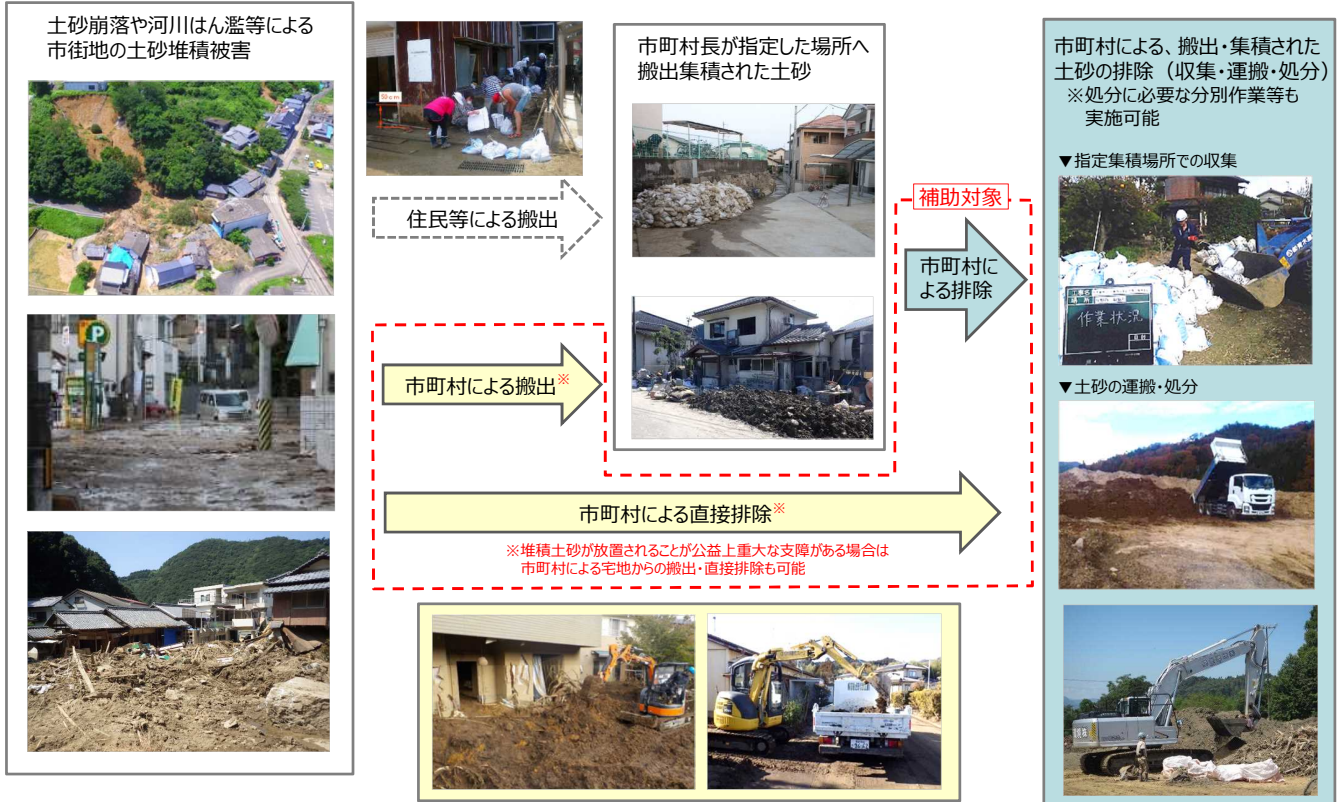 土砂崩落や河川はん濫等による
市街地の土砂堆積被害
50cm
住民等による搬出
市町村長が指定した場所へ
搬出集積された土砂
補助対象
市町村に
よる排除
市町村による搬出※
市町村による直接排除※
※堆積土砂が放置されることが公益上重大な支障がある場合は
市町村による宅地からの搬出・直接排除も可能
市町村による、搬出・集積された
土砂の排除（収集・運搬・処分）
※処分に必要な分別作業等も
実施可能
▼指定集積場所での収集
作業状況
▼土砂の運搬・処分
P